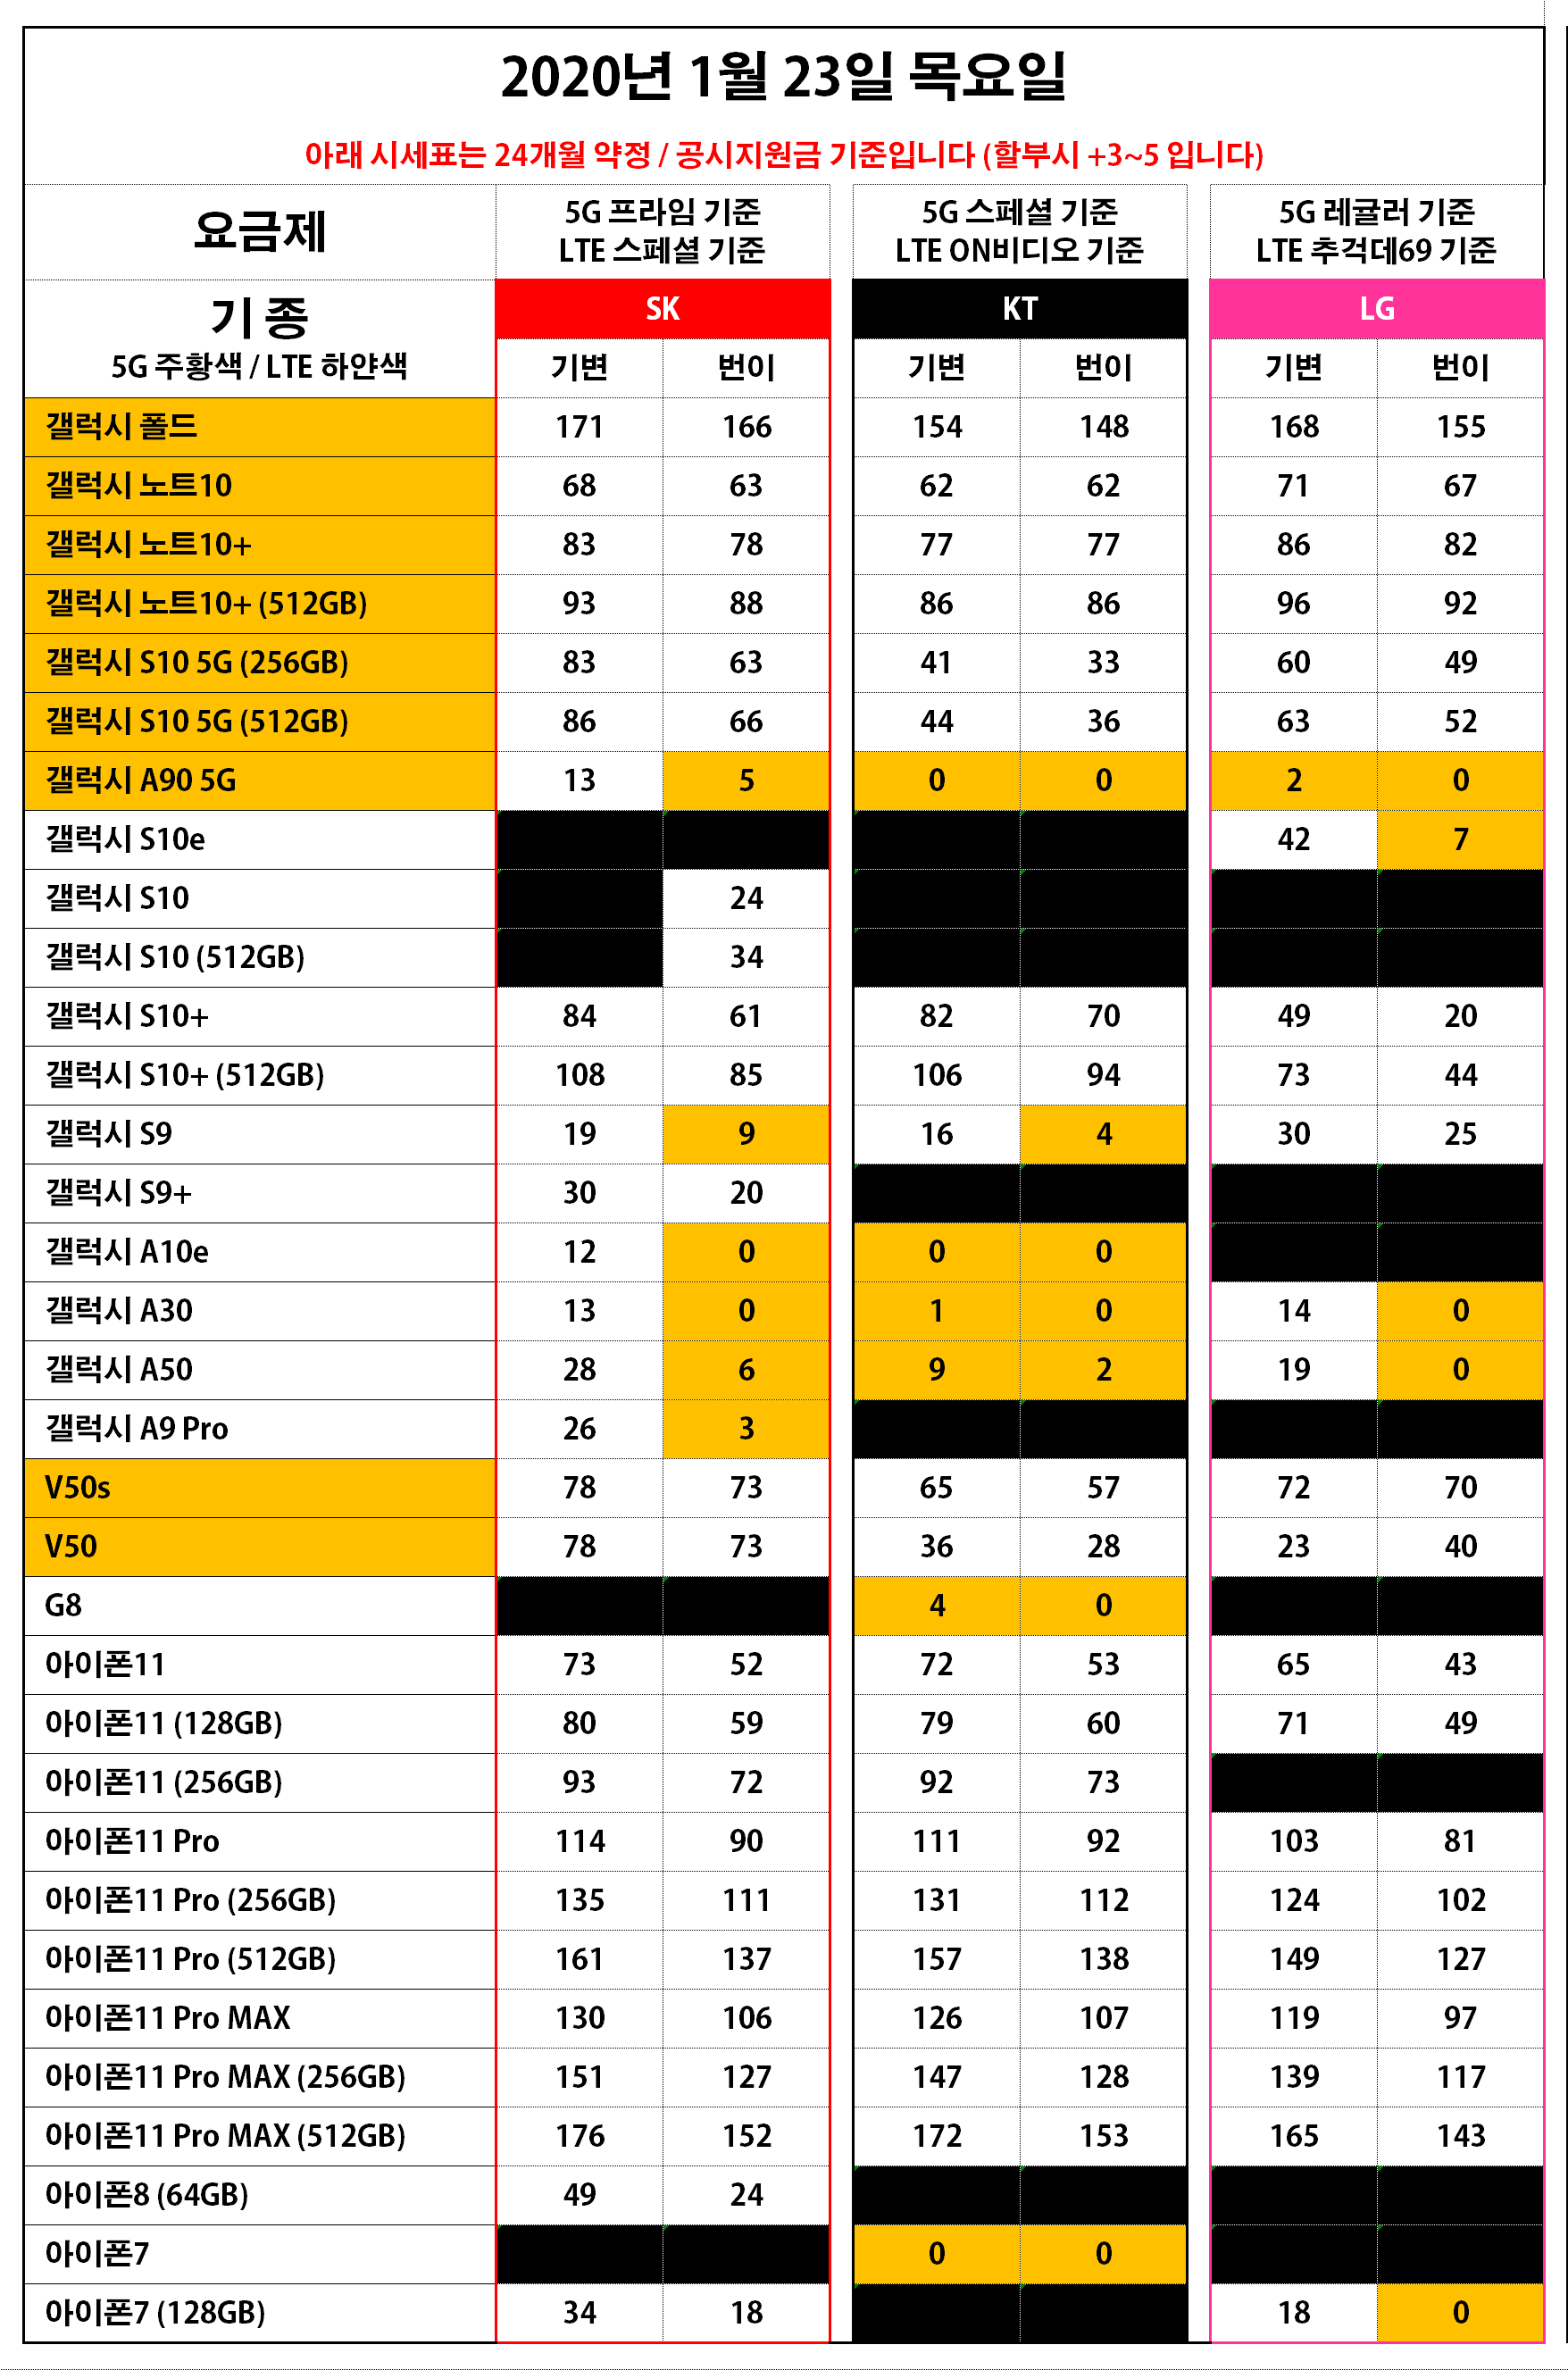 2020년 1월 23일 목요일
아래 시세표는 24개월 약정 / 공시지원금 기준입니다 (할부시 +3~5 입니다)
요금제
5G 프라임 기준
LTE 스페셜 기준
5G 스페셜 기준
LTE ON비디오 기준
5G 레귤러 기준
LTE 추걱데69 기준
기 종
5G 주황색 / LTE 하얀색
SK KT LG
기변 번이 기변 번이 기변 번이
갤럭시 폴드 171 166 154 148 168 155
갤럭시 노트10 68 63 62 62 71 67
갤럭시 노트10+ 83 78 77 77 86 82
갤럭시 노트10+ (512GB) 93 88 86 86 96 92
갤럭시 S10 5G (256GB) 83 63 41 33 60 49
갤럭시 S10 5G (512GB) 86 66 44 36 63 52
갤럭시 A90 5G 13 5 0 0 2 0
갤럭시 S10e 42 7
갤럭시 S10 24
갤럭시 S10 (512GB) 34
갤럭시 S10+ 84 61 82 70 49 20
갤럭시 S10+ (512GB) 108 85 106 94 73 44
갤럭시 S9 19 9 16 4 30 25
갤럭시 S9+ 30 20
갤럭시 A10e 12 0 0 0
갤럭시 A30 13 0 1 0 14 0
갤럭시 A50 28 6 9 2 19 0
갤럭시 A9 Pro 26 3
V50s 78 73 65 57 72 70
V50 78 73 36 28 23 40
G8 4 0
아이폰11 73 52 72 53 65 43
아이폰11 (128GB) 80 59 79 60 71 49
아이폰11 (256GB) 93 72 92 73
아이폰11 Pro 114 90 111 92 103 81
아이폰11 Pro (256GB) 135 111 131 112 124 102
아이폰11 Pro (512GB) 161 137 157 138 149 127
아이폰11 Pro MAX 130 106 126 107 119 97
아이폰11 Pro MAX (256GB) 151 127 147 128 139 117
아이폰11 Pro MAX (512GB) 176 152 172 153 165 143
아이폰8 (64GB) 49 24
아이폰7 0 0
아이폰7 (128GB) 34 18 18 0